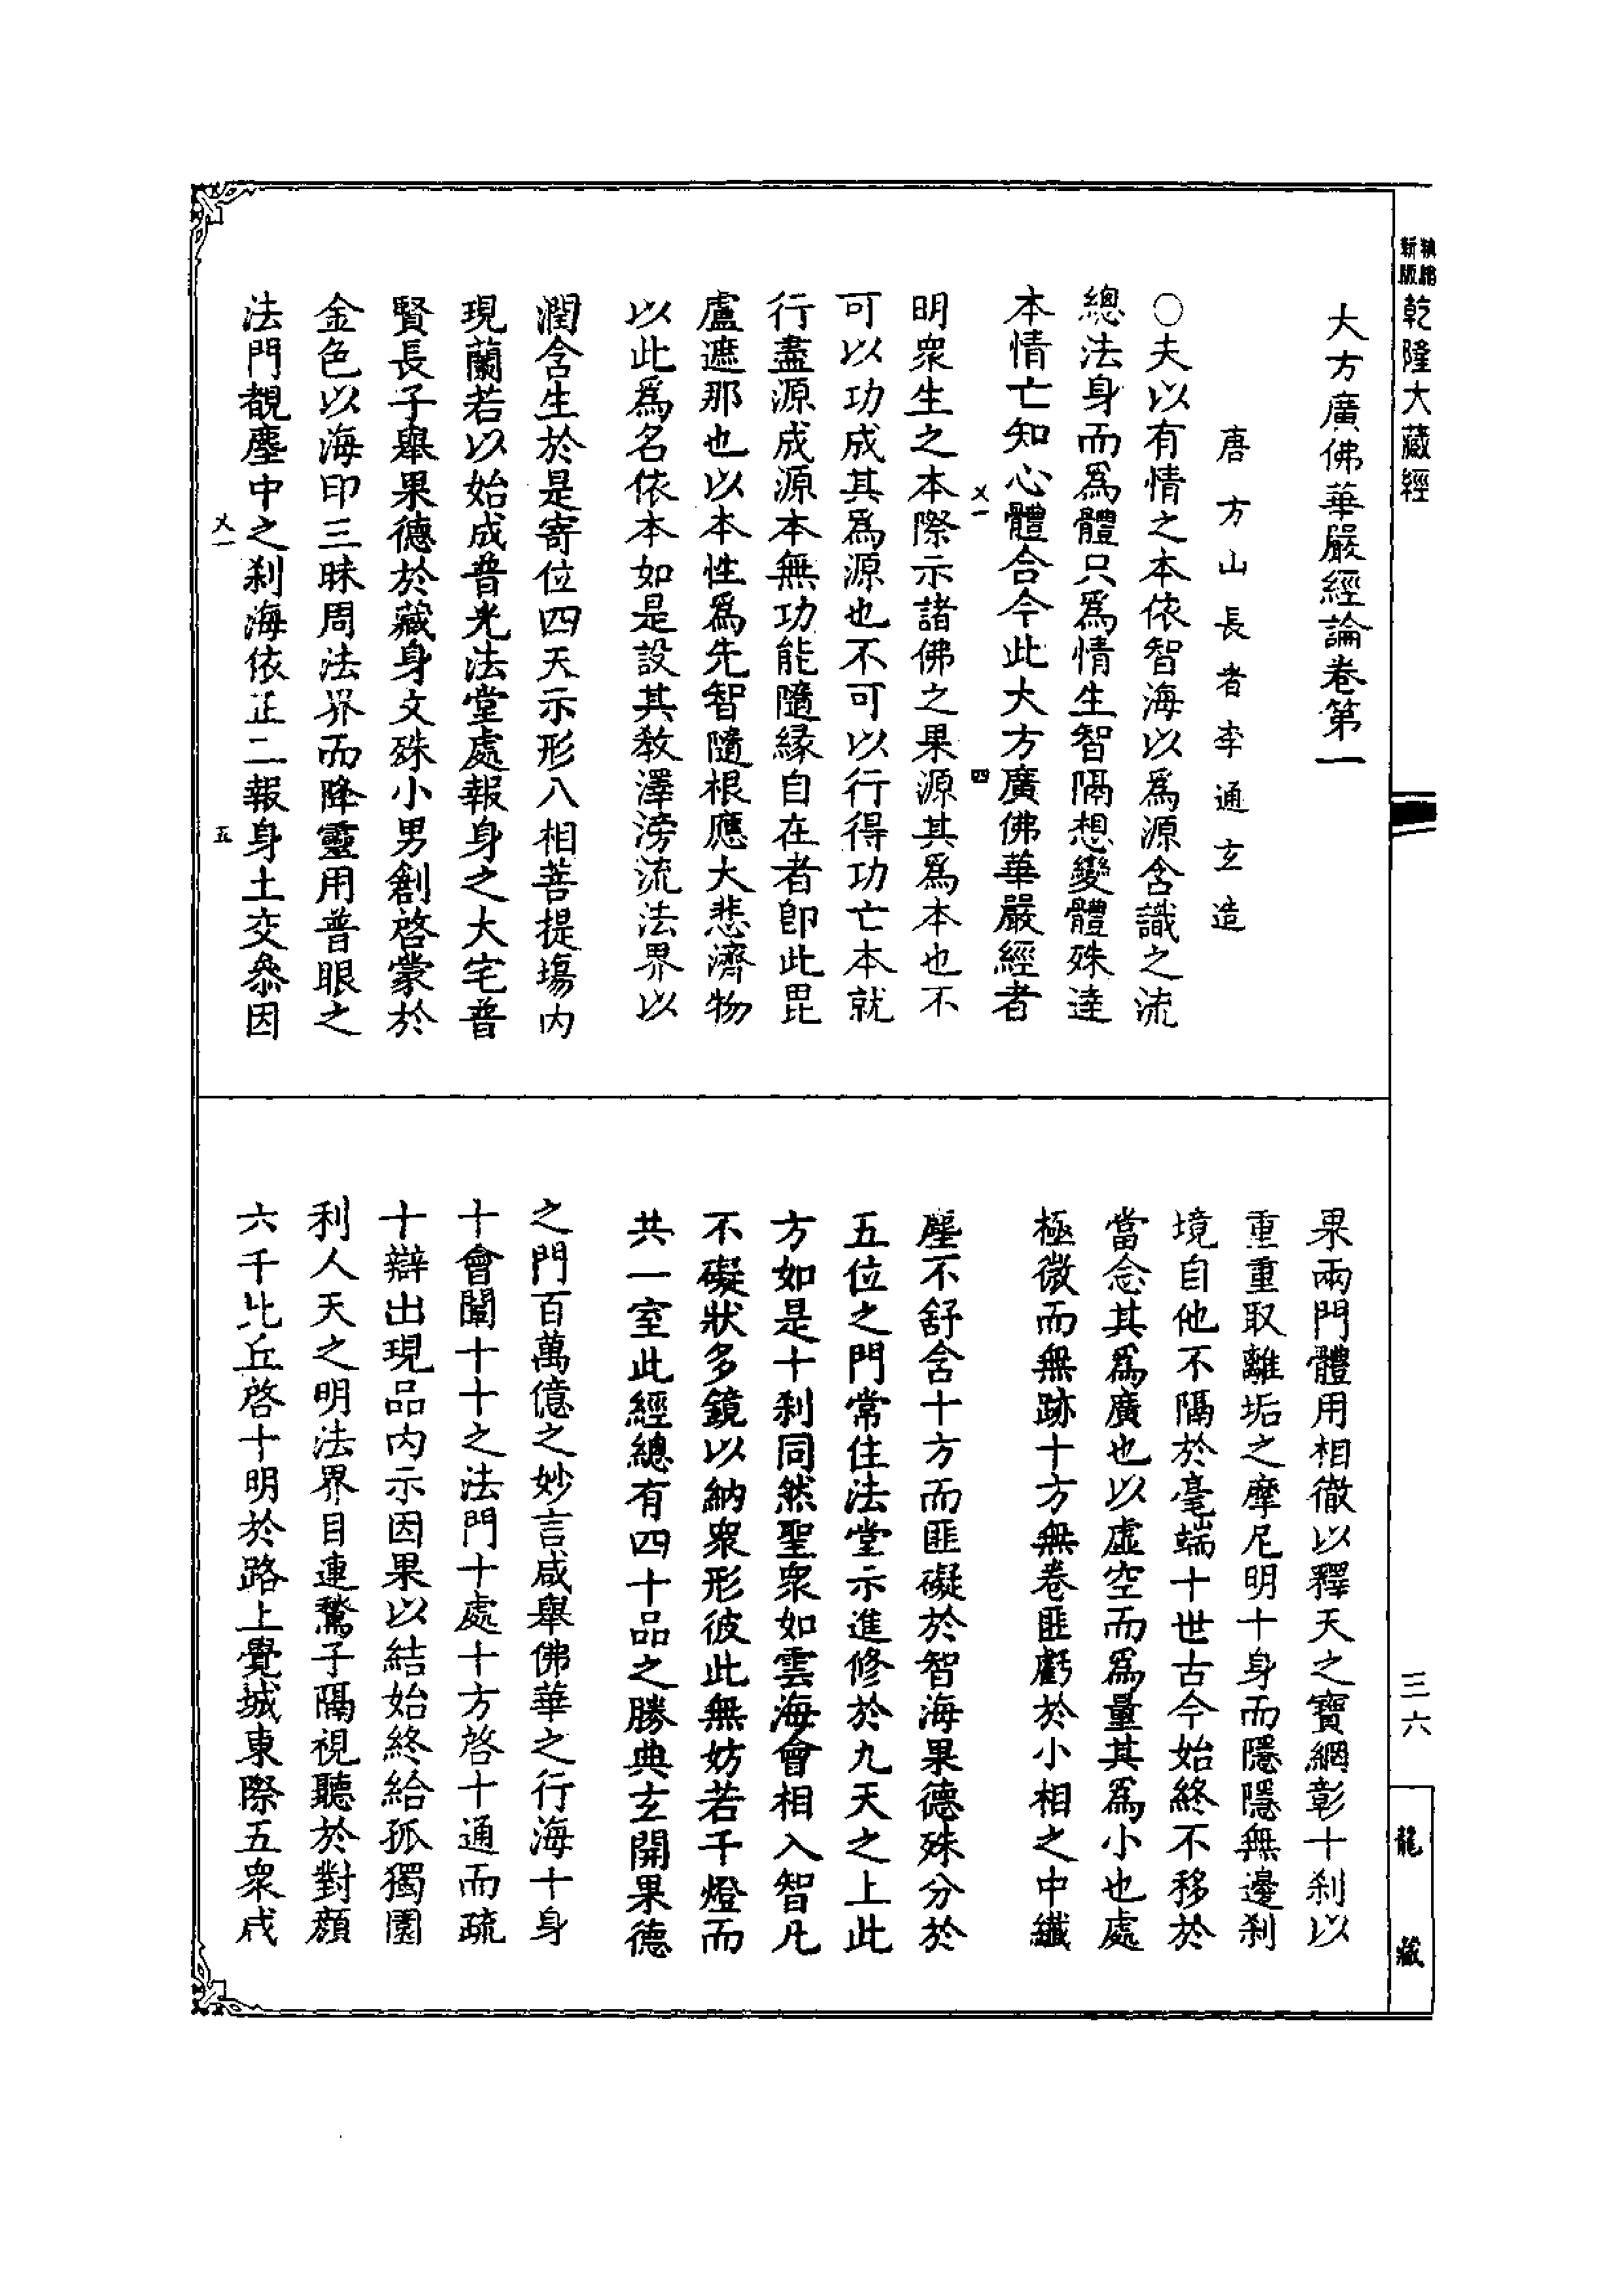 新版精縮乾隆大藏經
大方廣佛華嚴經論卷第一
唐方山長者李通玄造
○夫以有情之本依智海以爲源含識之流
總法身而爲體只爲情生智隔想變體殊達
本情亡知心體合今此大方廣佛華嚴經者
明衆生之本際示諸佛之果源其爲本也不
可以功成其爲源也不可以行得功亡本就
行盡源成源本無功能隨緣自在者卽此毘
盧遮那也以本性爲先智隨根應大悲濟物
以此爲名依本如是設其教澤滂流法界以
潤含生於是寄位四天示形八相菩提場內
現蘭若以始成普光法堂處報身之大宅普
賢長子舉果德於藏身文殊小男創啓蒙於
金色以海印三昧周法界而降靈用普眼之
法門覩塵中之刹海依正二報身土交叅因
果兩門體用相徹以釋天之寶網彰十刹以
重重取離垢之摩尼明十身而隱隱無邊刹
境自他不隔於毫端十世古今始終不移於
當念其爲廣也以虛空而爲量其爲小也處
極微而無跡十方無卷匪虧於小相之中纖
塵不舒含十方而匪礙於智海果德殊分於
五位之門常住法堂示進修於九天之上此
方如是十刹同然聖衆如雲海會相入智凡
不礙狀多鏡以納衆形彼此無妨若千燈而
共一室此經總有四十品之勝典玄開果德
之門百萬億之妙言咸舉佛華之行海十身
十會闡十十之法門十處十方啓十通而疏
十辯出現品內示因果以結始終給孤獨園
利人天之明法界目連鶖子隔視聽於對顏
六千比丘啓十明於路上覺城東際五衆咸
三六
龍藏